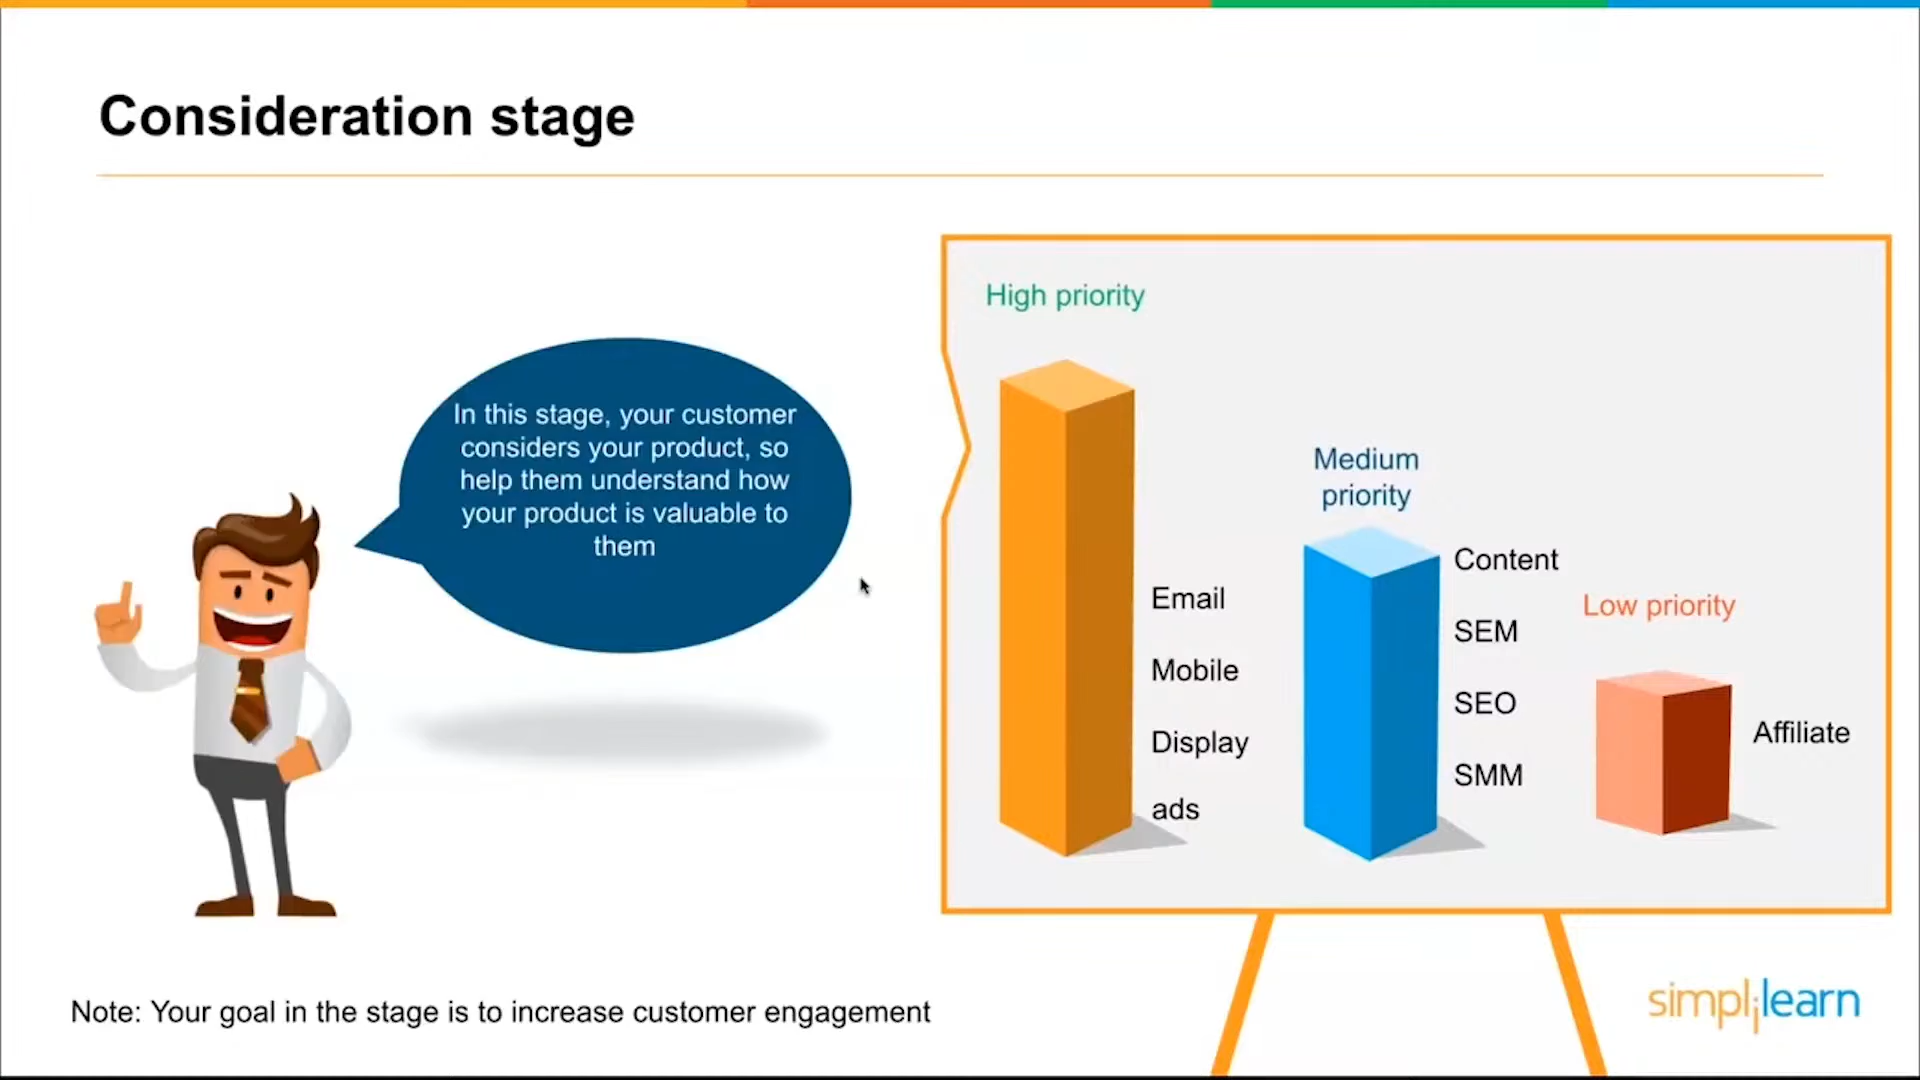 Consideration stage
In this stage, your customer
considers your product, so
help them understand how
your product is valuable to
them
High priority
Email
Mobile
Display
ads
Medium
priority
Content
SEM
SEO
SMM
Low priority
Affiliate
Note: Your goal in the stage is to increase customer engagement
simplilearn